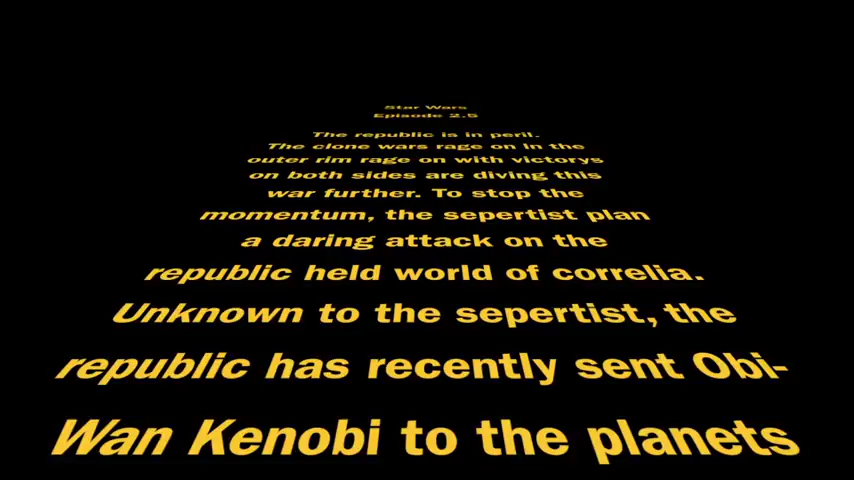 Star Wars
Episode 2.5
The republic is in peril.
The clone wars rage on in the
outer rim rage on with victorys
on both sides are diving this
war further. To stop the
momentum, the sepertist plan
a daring attack on the
republic held world of correlia.
Unknown to the sepertist, the
republic has recently sent Obi-
Wan Kenobi to the planets